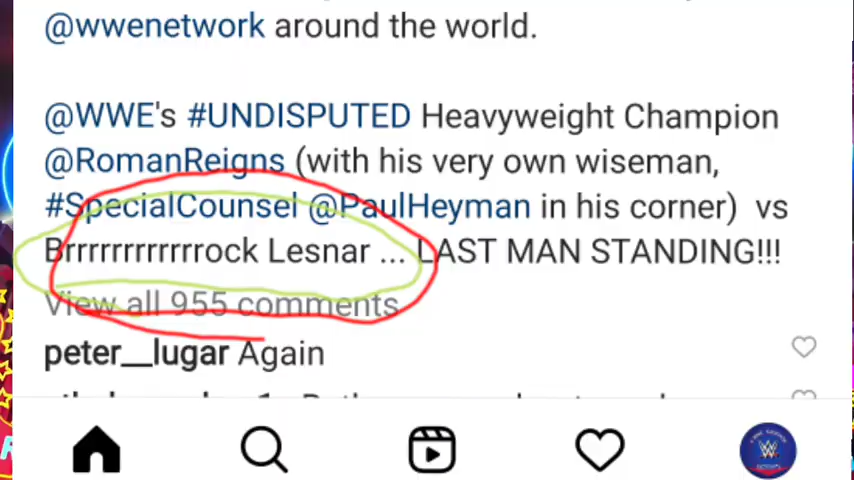 @wwenetwork around the world.
@WWE's #UNDISPUTED Heavyweight Champion
@RomanReigns (with his very own wiseman,
#SpecialCounsel @PaulHeyman in his corner)  vs
Brrrrrrrrrrrrrock Lesnar ... LAST MAN STANDING!!!
View all 955 comments
peter__lugar Again